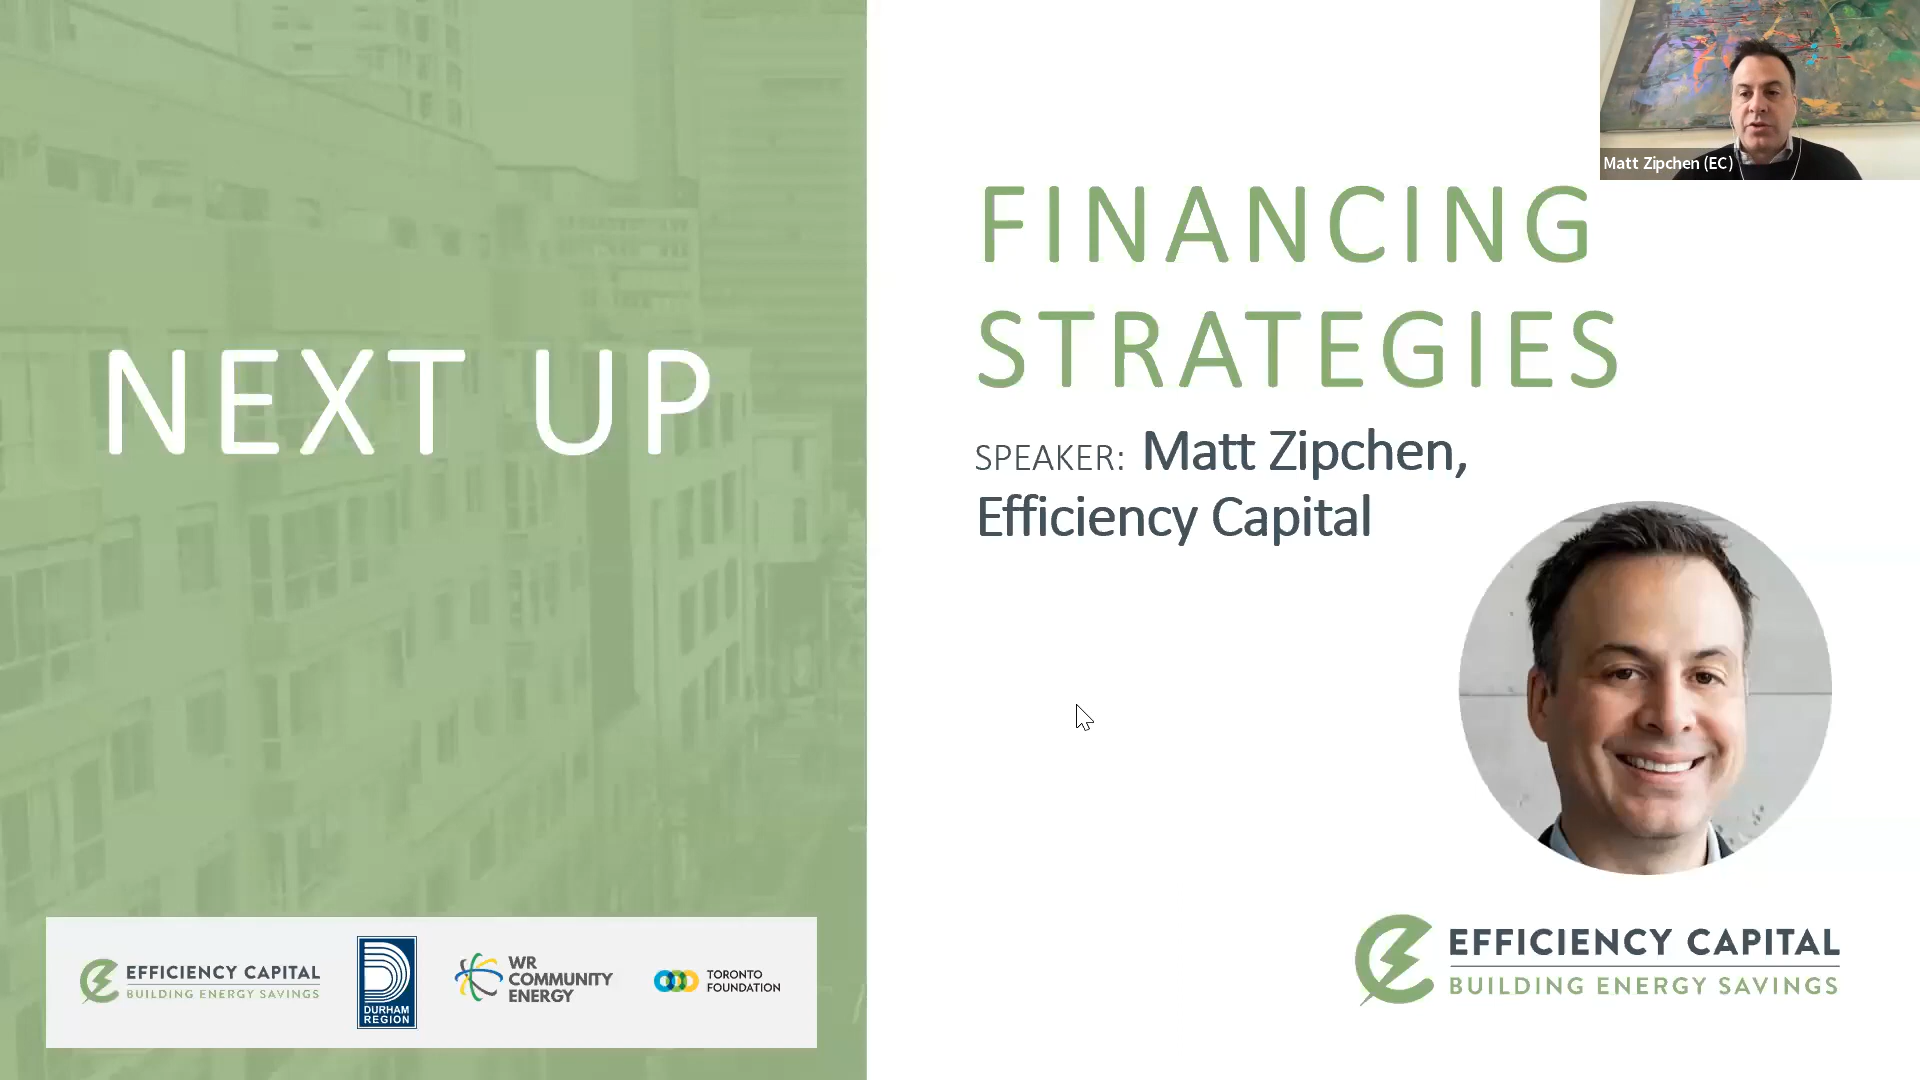 NEXT UP
FINANCING
STRATEGIES
SPEAKER: Matt Zipchen,
Efficiency Capital
Matt Zipchen (EC)
EFFICIENCY CAPITAL
BUILDING ENERGY SAVINGS
DURHAM
REGION
WR
COMMUNITY
ENERGY
TORONTO
FOUNDATION
EFFICIENCY CAPITAL
BUILDING ENERGY SAVINGS